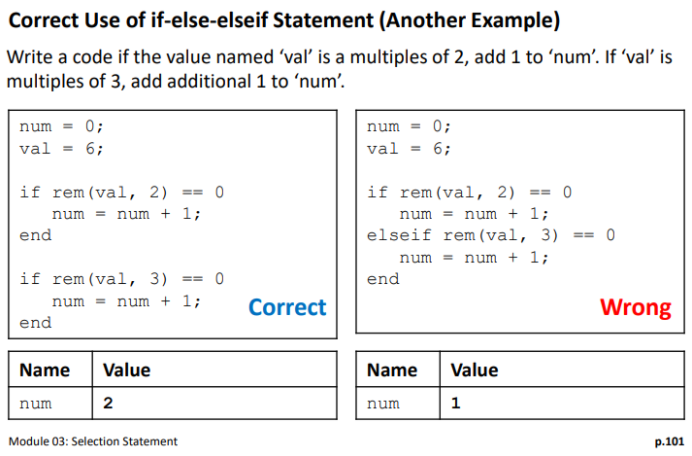 Correct Use of if-else-elseif Statement (Another Example)
Write a code if the value named ‘val’ is a multiples of 2, add 1 to ‘num’. If ‘val’ is
multiples of 3, add additional 1 to ‘num’.
num = 0;
val = 6;
if rem(val, 2) == 0
num = num + 1;
end
if rem(val, 3) == 0
num = num + 1;
end
Correct
num = 0;
val = 6;
if rem(val, 2) == 0
num = num + 1;
elseif rem(val, 3) == 0
num = num + 1;
end
Wrong
Name Value
num 2
Name Value
num 1
Module 03: Selection Statement
p.101